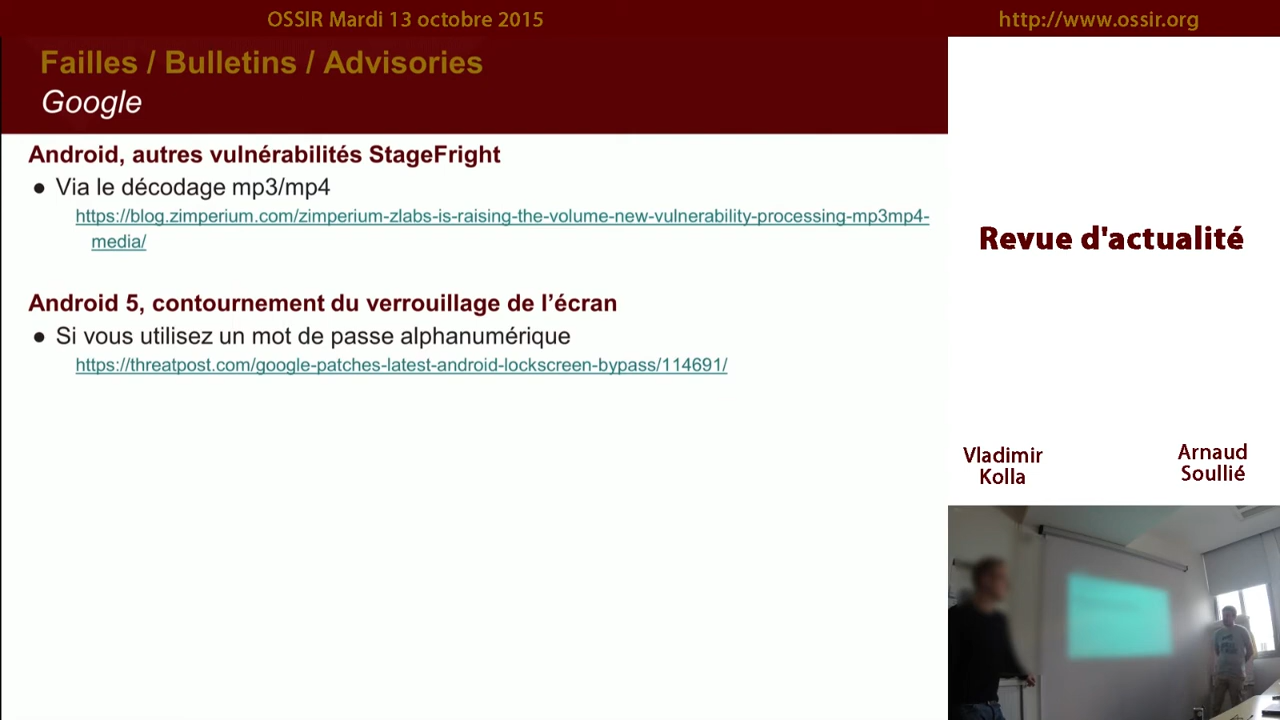 OSSIR Mardi 13 octobre 2015
http://www.ossir.org
Failles / Bulletins / Advisories
Google
Android, autres vulnérabilités StageFright
● Via le décodage mp3/mp4
https://blog.zimperium.com/zimperium-zlabs-is-raising-the-volume-new-vulnerability-processing-mp3mp4-
media/
Android 5, contournement du verrouillage de l’écran
● Si vous utilisez un mot de passe alphanumérique
https://threatpost.com/google-patches-latest-android-lockscreen-bypass/114691/
Revue d'actualité
Vladimir
Kolla
Arnaud
Soullié